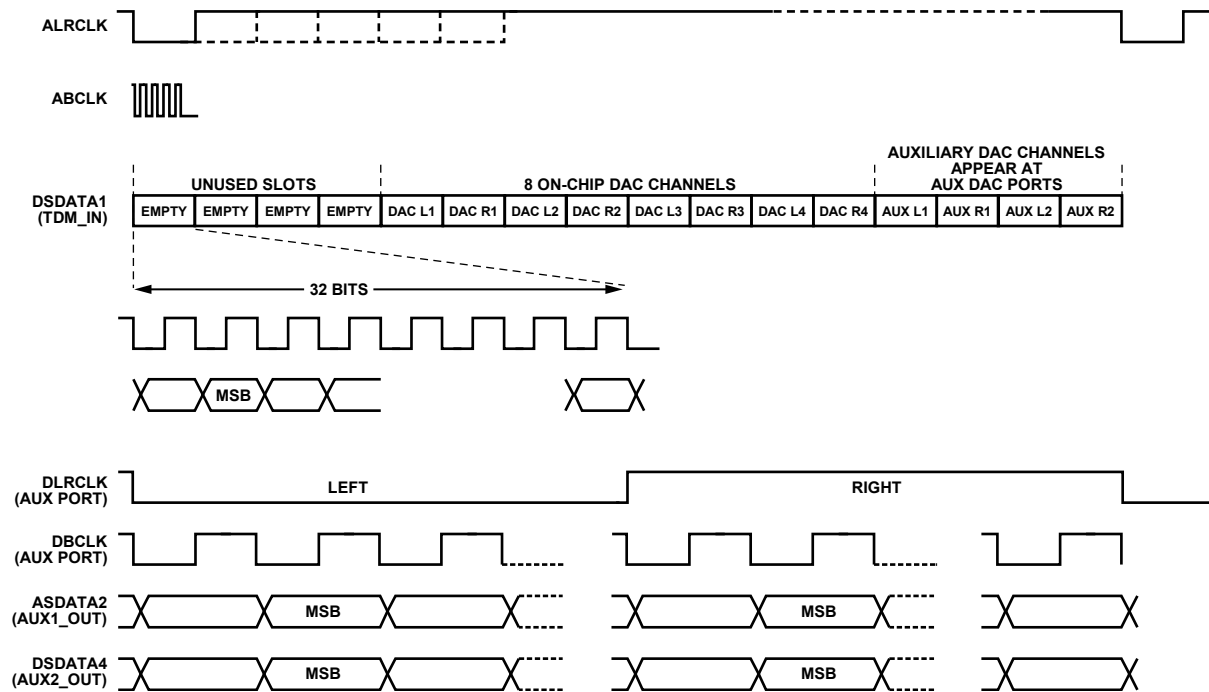 ALRCLK
ABCLK
AUXILIARY DAC CHANNELS
APPEAR AT
AUX DAC PORTS
UNUSED SLOTS
8 ON-CHIP DAC CHANNELS
DSDATA1
(TDM_IN)
EMPTY EMPTY EMPTY EMPTY DAC L1 DAC R1 DAC L2 DAC R2 DAC L3 DAC R3 DAC L4 DAC R4 AUX L1 AUX R1 AUX L2 AUX R2
32 BITS
MSB
DLRCLK
(AUX PORT)
LEFT RIGHT
DBCLK
(AUX PORT)
ASDATA2
(AUX1_OUT)
MSB MSB
DSDATA4
(AUX2_OUT)
MSB MSB